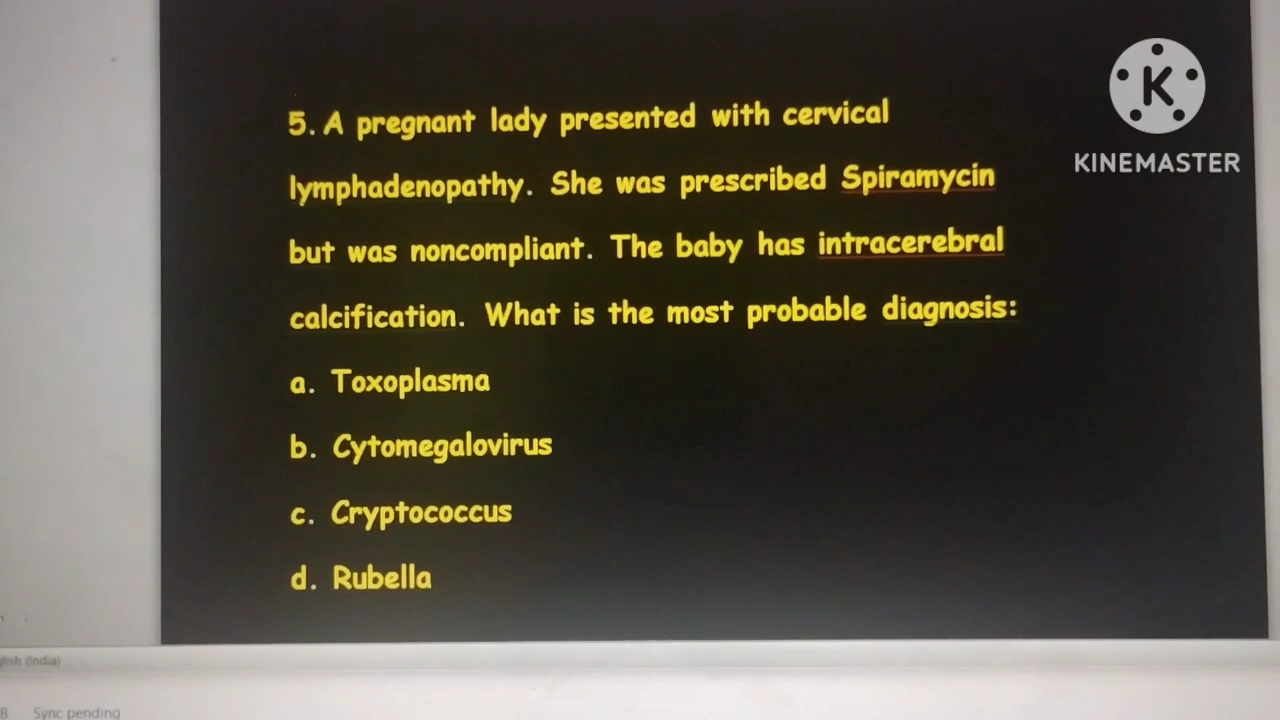 5. A pregnant lady presented with cervical
lymphadenopathy. She was prescribed Spiramycin
but was noncompliant. The baby has intracerebral
calcification. What is the most probable diagnosis:
a. Toxoplasma
b. Cytomegalovirus
c. Cryptococcus
d. Rubella
KINEMASTER
(India)
Sync pending